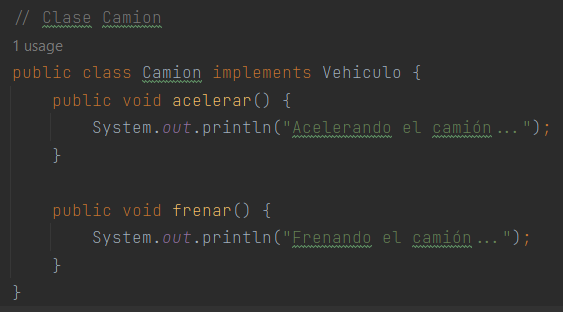 // Clase Camion
1 usage
public class Camion implements Vehiculo {
public void acelerar() {
System.out.println("Acelerando el camión...");
}
public void frenar() {
System.out.println("Frenando el camión...");
}
}